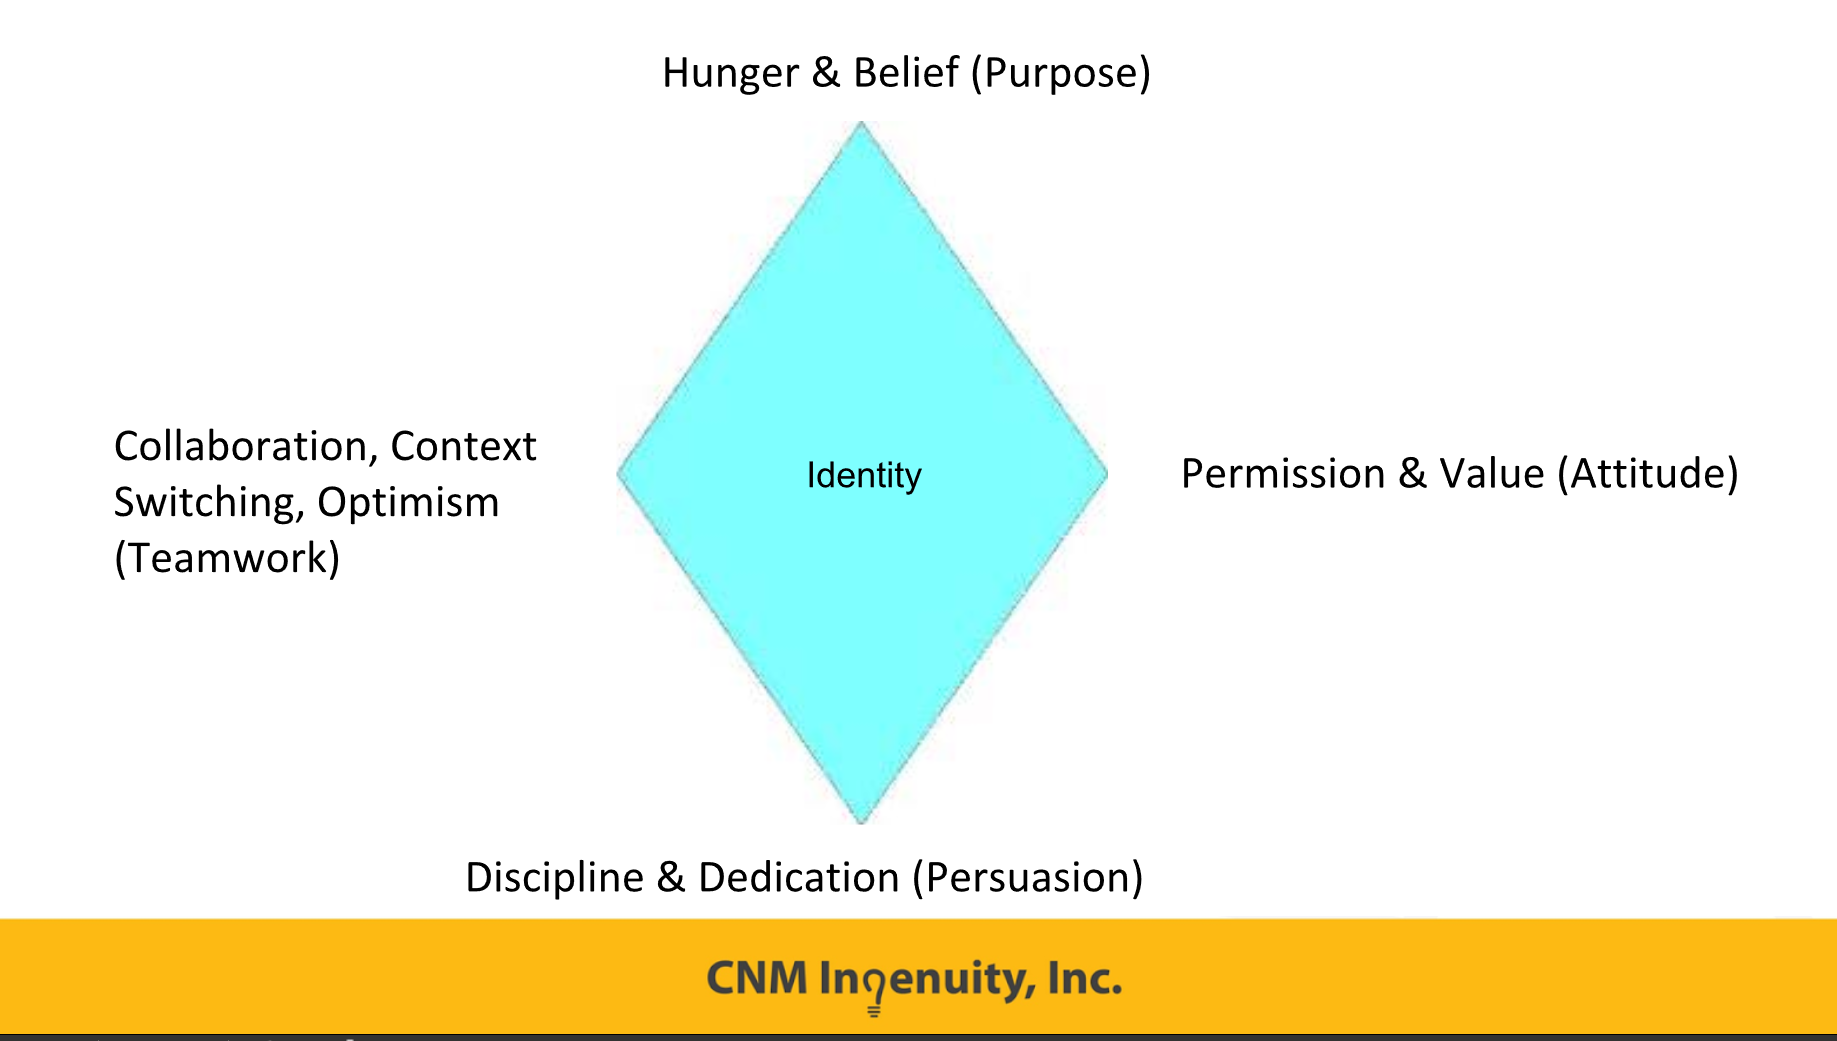 Hunger & Belief (Purpose)
Collaboration, Context
Switching, Optimism
(Teamwork)
Identity
Permission & Value (Attitude)
Discipline & Dedication (Persuasion)
CNM Ingenuity, Inc.